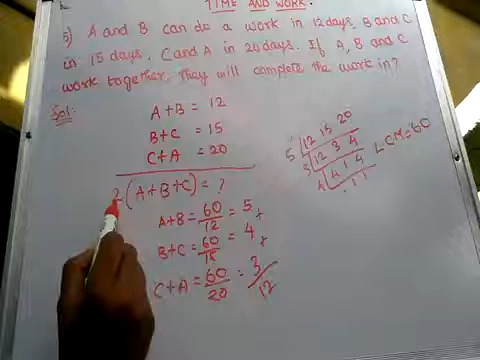 TIME AND WORK
5) A and B can do a work in 12 days, B and C
in 15 days, C and A in 20 days. If A, B and C
work together, they will complete the work in?
Sol:
A+B = 12
B+C = 15
C+A = 20
2(A+B+C) = ?
A+B = 60/12 = 5 +
B+C = 60/15 = 4 +
C+A = 60/20 = 3
12
5 12 15 20
3 12 3 4
4 4 1 4
1 1
LCM=60